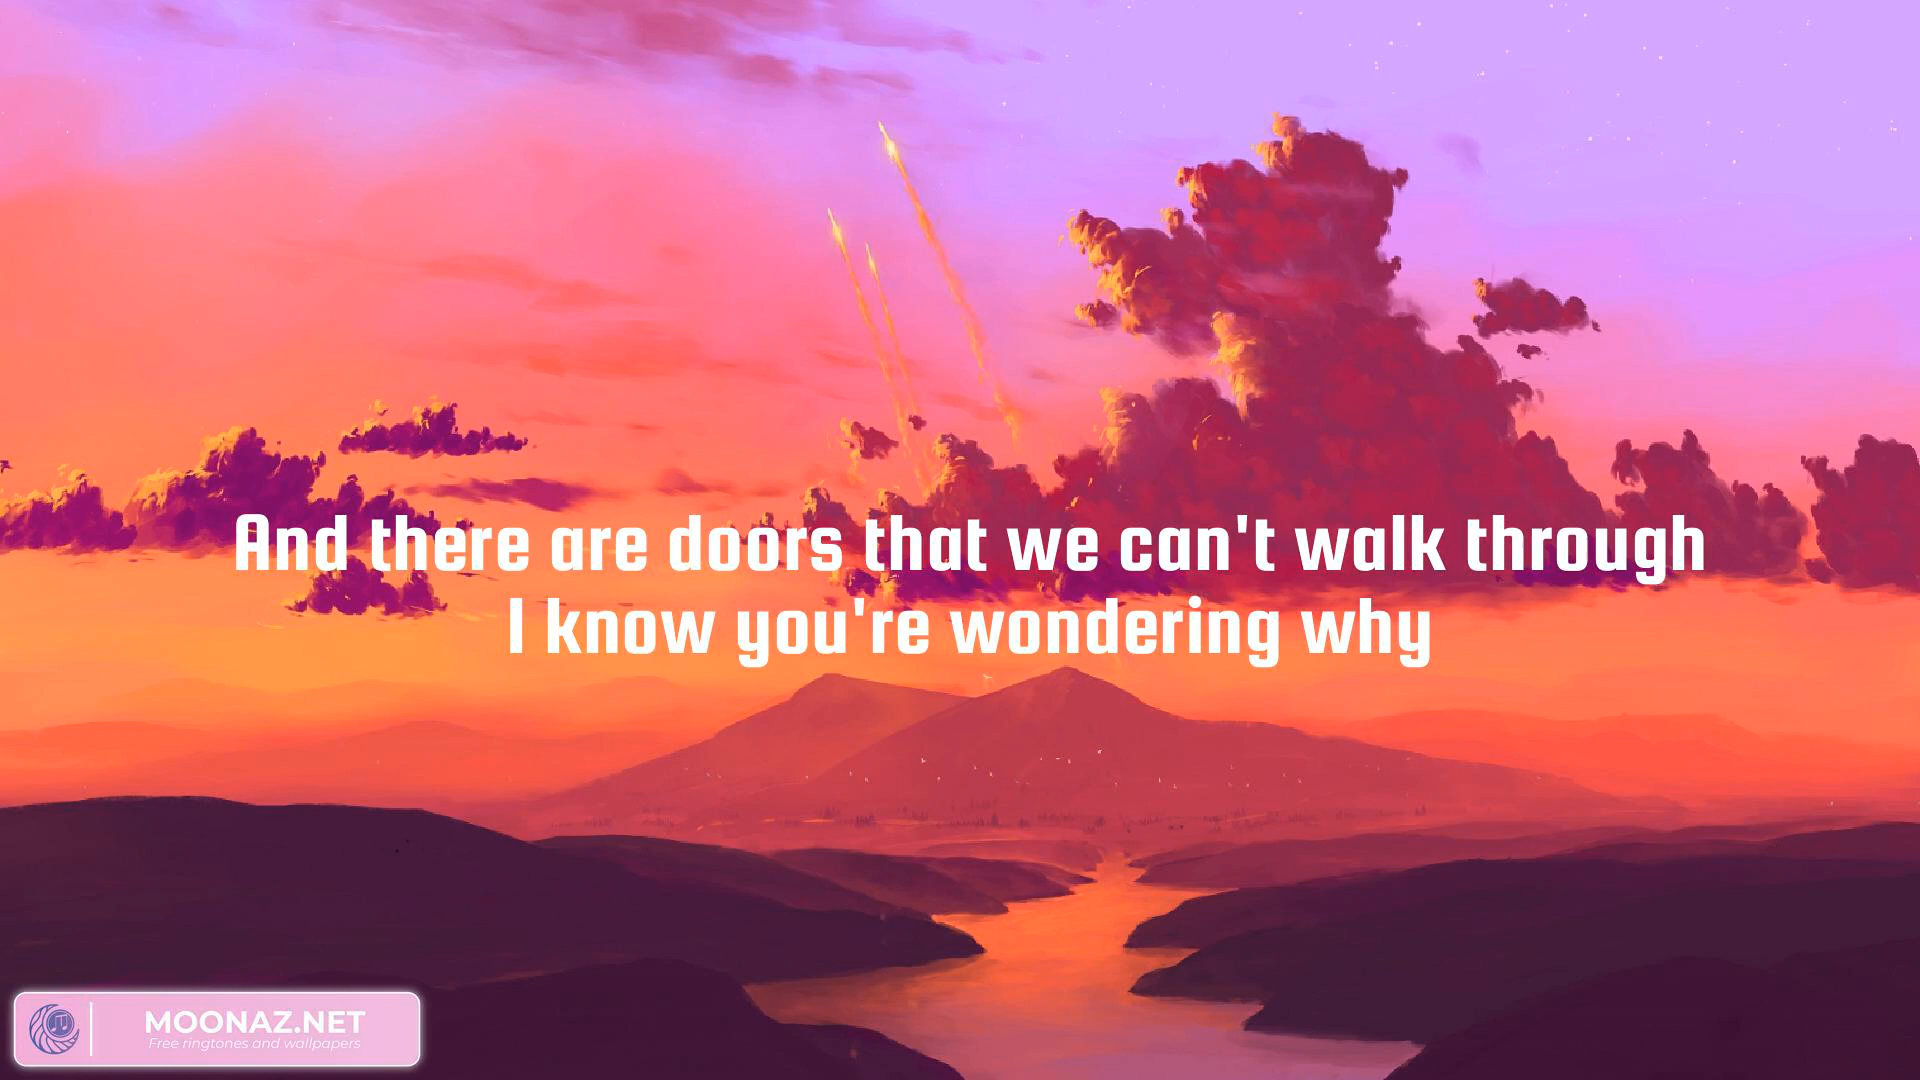 And there are doors that we can't walk through
I know you're wondering why
MOONAZ.NET
Free ringtones and wallpapers